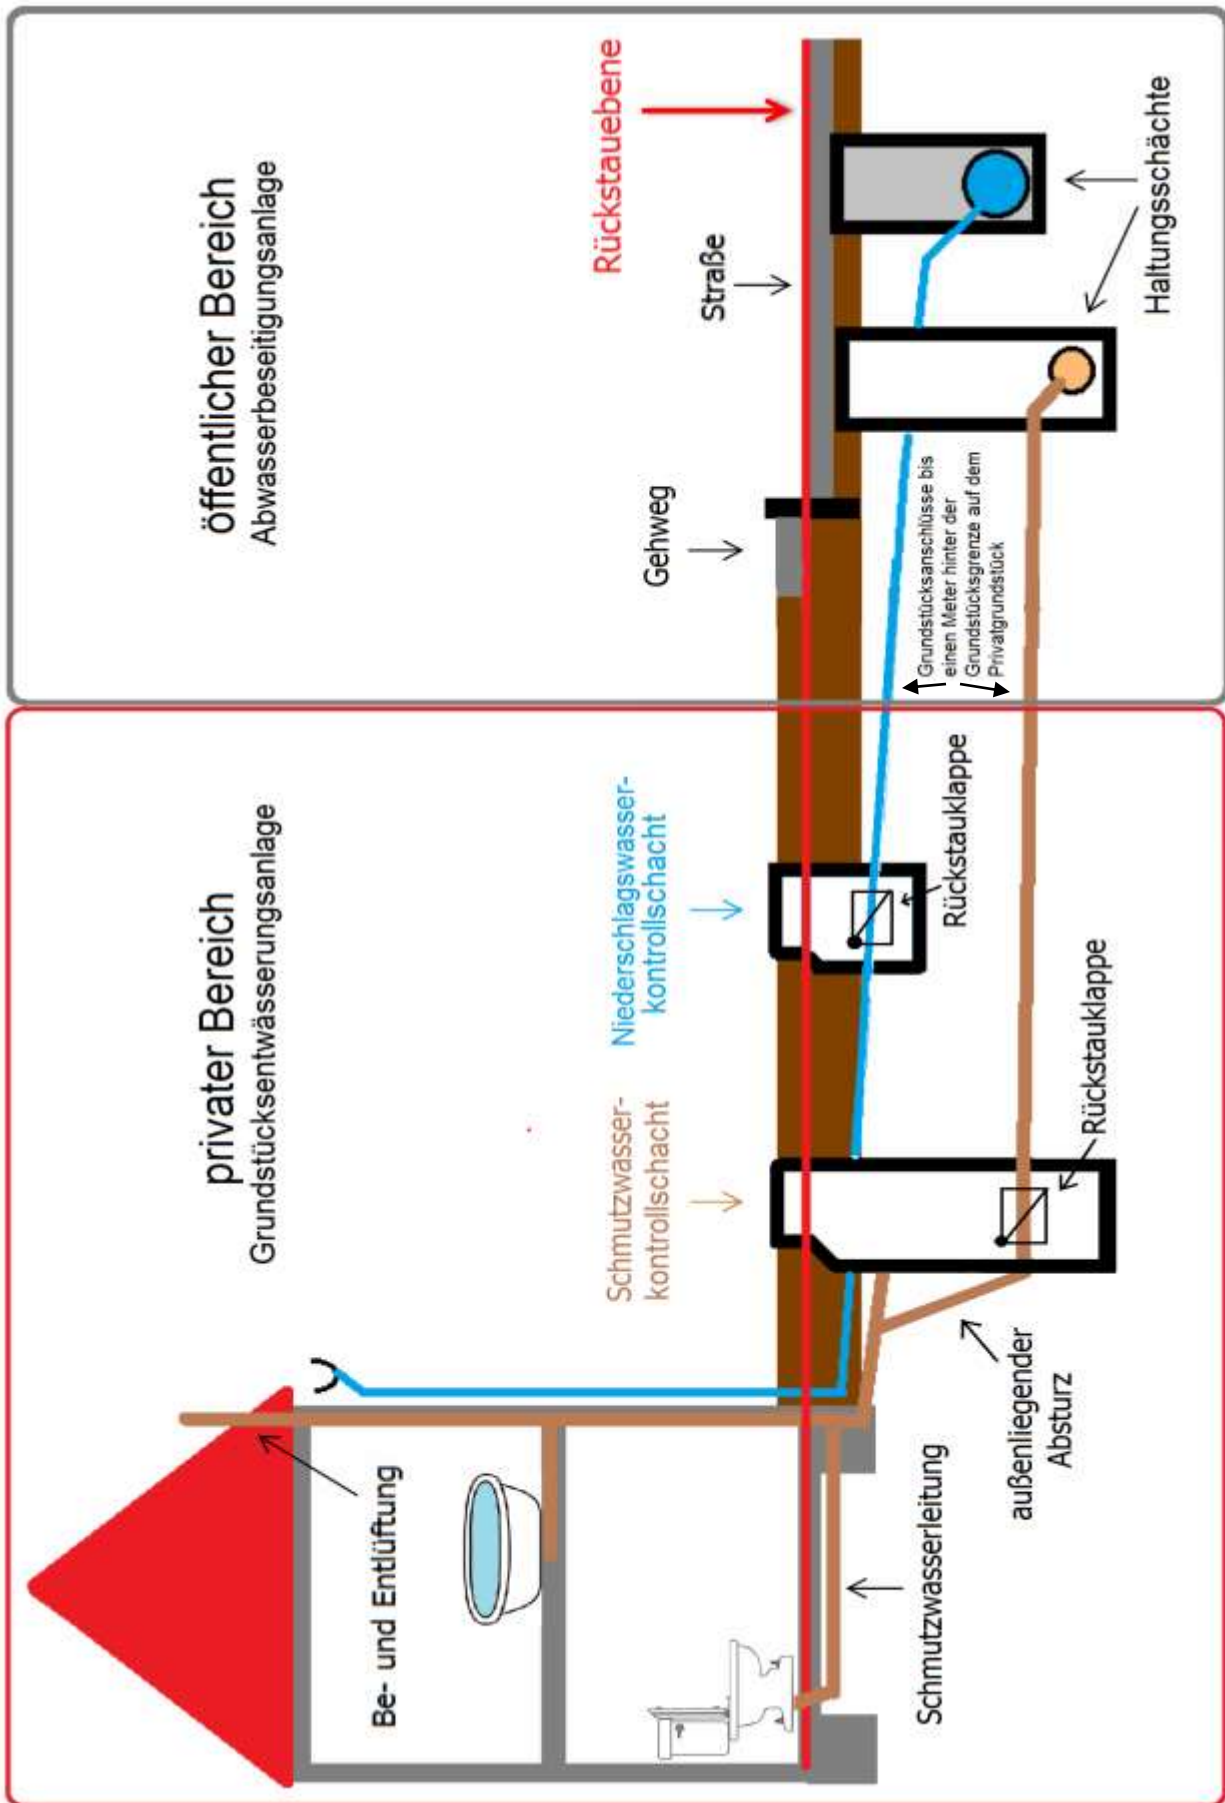 privater Bereich
Grundstücksentwässerungsanlage
öffentlicher Bereich
Abwasserbeseitigungsanlage
Be- und Entlüftung
Schmutzwasser-
kontrollschacht
Niederschlagswasser-
kontrollschacht
Gehweg
Straße
Rückstauebene
Schmutzwasserleitung
außenliegender
Absturz
Rückstauklappe
Rückstauklappe
Grundstücksanschlüsse bis
einen Meter hinter der
Grundstücksgrenze auf dem
Privatgrundstück
Haltungsschächte